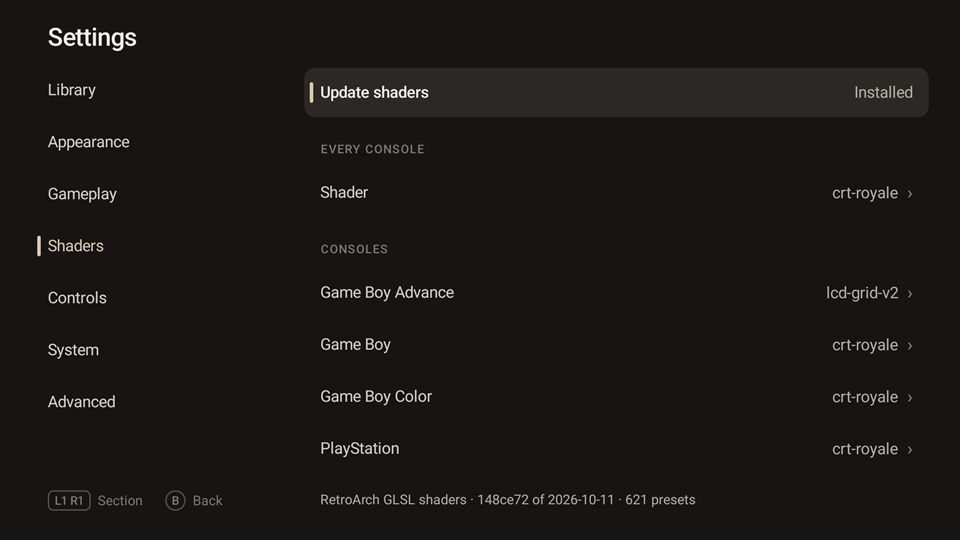 Settings
Library
Appearance
Gameplay
Shaders
Controls
System
Advanced
Update shaders Installed
EVERY CONSOLE
Shader crt-royale ›
CONSOLES
Game Boy Advance lcd-grid-v2 ›
Game Boy crt-royale ›
Game Boy Color crt-royale ›
PlayStation crt-royale ›
L1 R1 Section B Back
RetroArch GLSL shaders · 148ce72 of 2026-10-11 · 621 presets